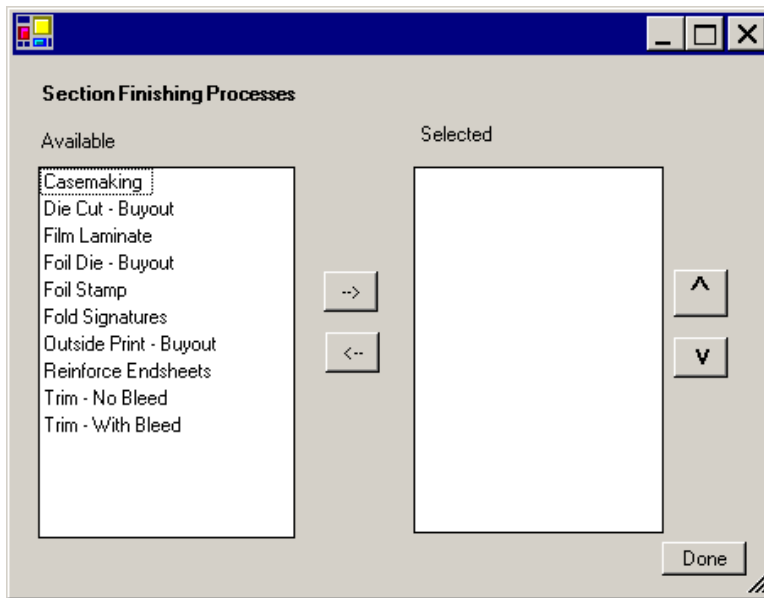 Section Finishing Processes
Available
Selected
Casemaking
Die Cut - Buyout
Film Laminate
Foil Die - Buyout
Foil Stamp
Fold Signatures
Outside Print - Buyout
Reinforce Endsheets
Trim - No Bleed
Trim - With Bleed
-->
<--
^
v
Done